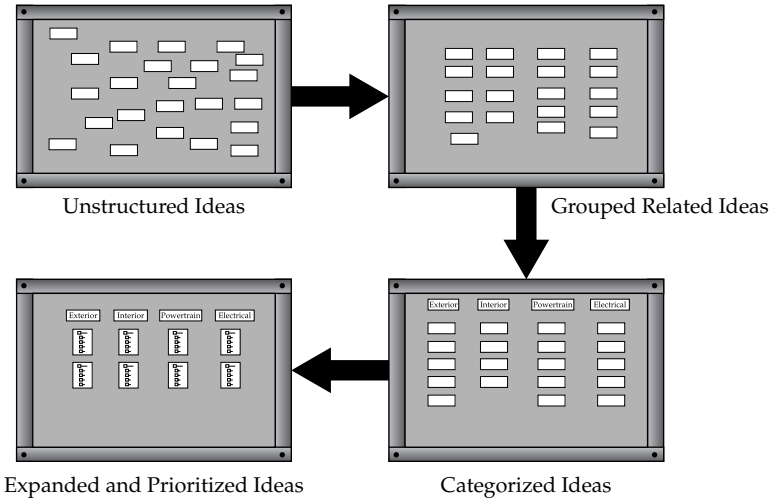 Unstructured Ideas
Grouped Related Ideas
Exterior Interior Powertrain Electrical
Exterior Interior Powertrain Electrical
Expanded and Prioritized Ideas
Categorized Ideas